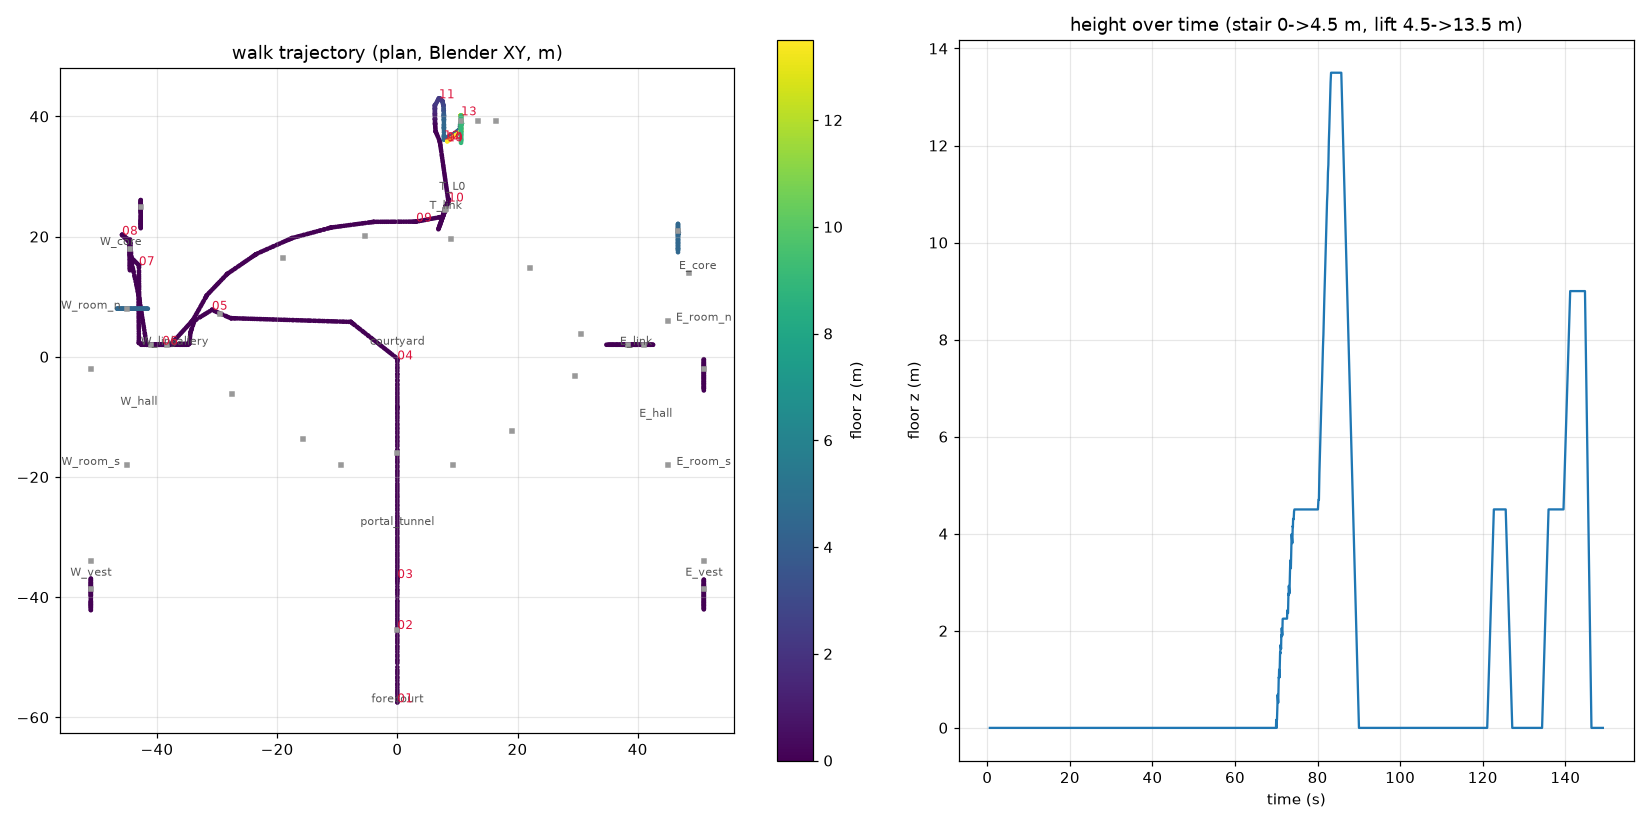 walk trajectory (plan, Blender XY, m)
height over time (stair 0->4.5 m, lift 4.5->13.5 m)
40
20
0
−20
−40
−60
−40
−20
0
20
40
11
13
T_L0
10
T_link
09
08
W_core
07
W_room_n
05
courtyard
04
W_hall
portal_tunnel
03
W_room_s
W_vest
02
forecourt
01
E_core
E_room_n
E_link
E_hall
E_room_s
E_vest
12
10
8
6
4
2
0
floor z (m)
14
12
10
8
6
4
2
0
floor z (m)
0
20
40
60
80
100
120
140
time (s)